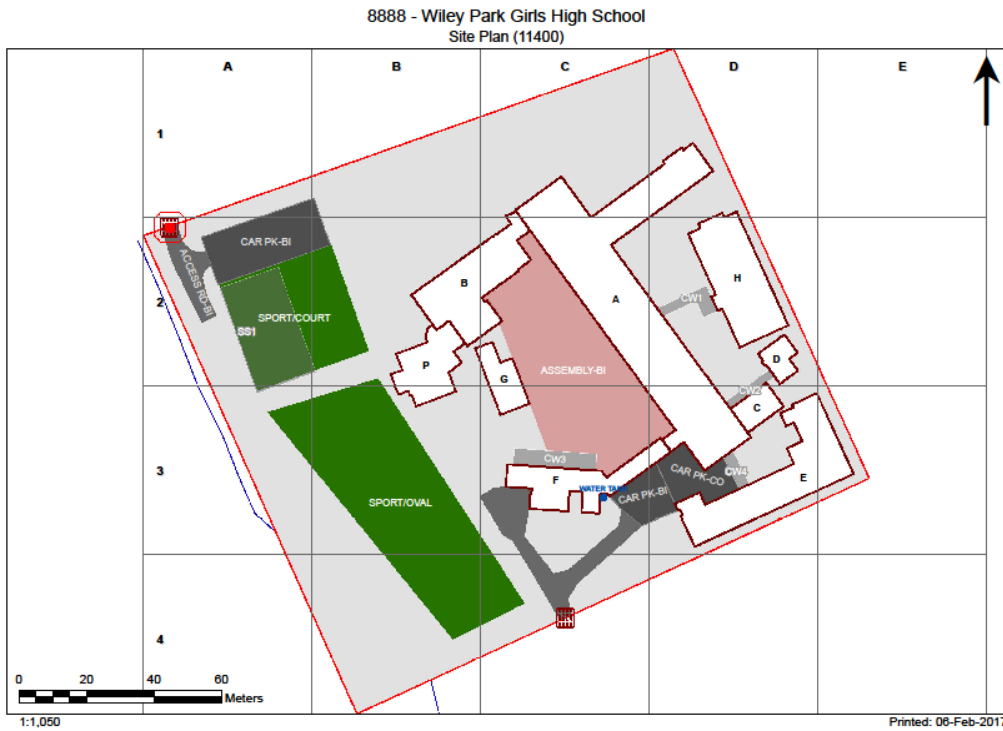 8888 - Wiley Park Girls High School
Site Plan (11400)
A
B
C
D
E
1
CAR PK-BI
ACCESS RD-BI
2
B
A
H
CW1
SPORT/COURT
SS1
P
G
ASSEMBLY-BI
D
CW2
C
3
CW3
F
CAR PK-CO
CW4
E
WATER TANK
CAR PK-BI
SPORT/OVAL
4
0 20 40 60
Meters
1:1,050
Printed: 06-Feb-2017